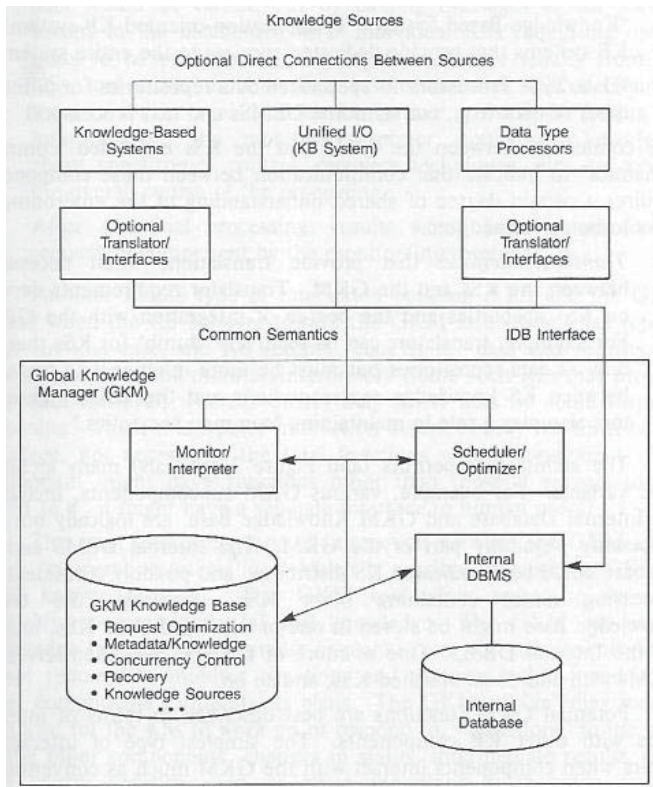 Knowledge Sources
Optional Direct Connections Between Sources
Knowledge-Based
Systems
Unified I/O
(KB System)
Data Type
Processors
Optional
Translator/
Interfaces
Optional
Translator/
Interfaces
Common Semantics
IDB Interface
Global Knowledge
Manager (GKM)
Monitor/
Interpreter
Scheduler/
Optimizer
Internal
DBMS
GKM Knowledge Base
• Request Optimization
• Metadata/Knowledge
• Concurrency Control
• Recovery
• Knowledge Sources
• • •
Internal
Database